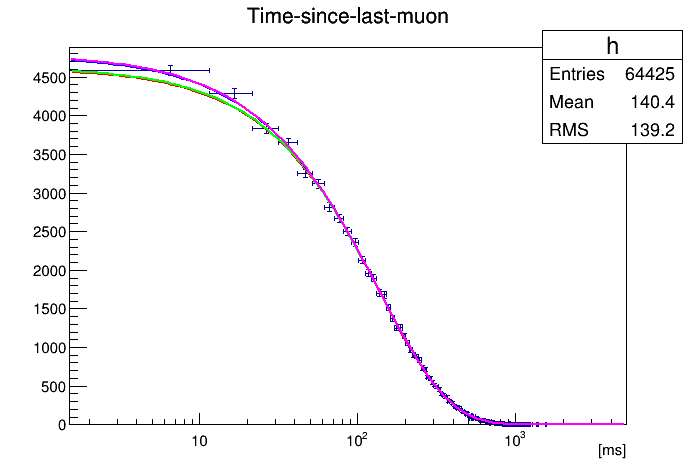 Time-since-last-muon
h
Entries 64425
Mean 140.4
RMS 139.2
4500
4000
3500
3000
2500
2000
1500
1000
500
0
10 10² 10³
[ms]